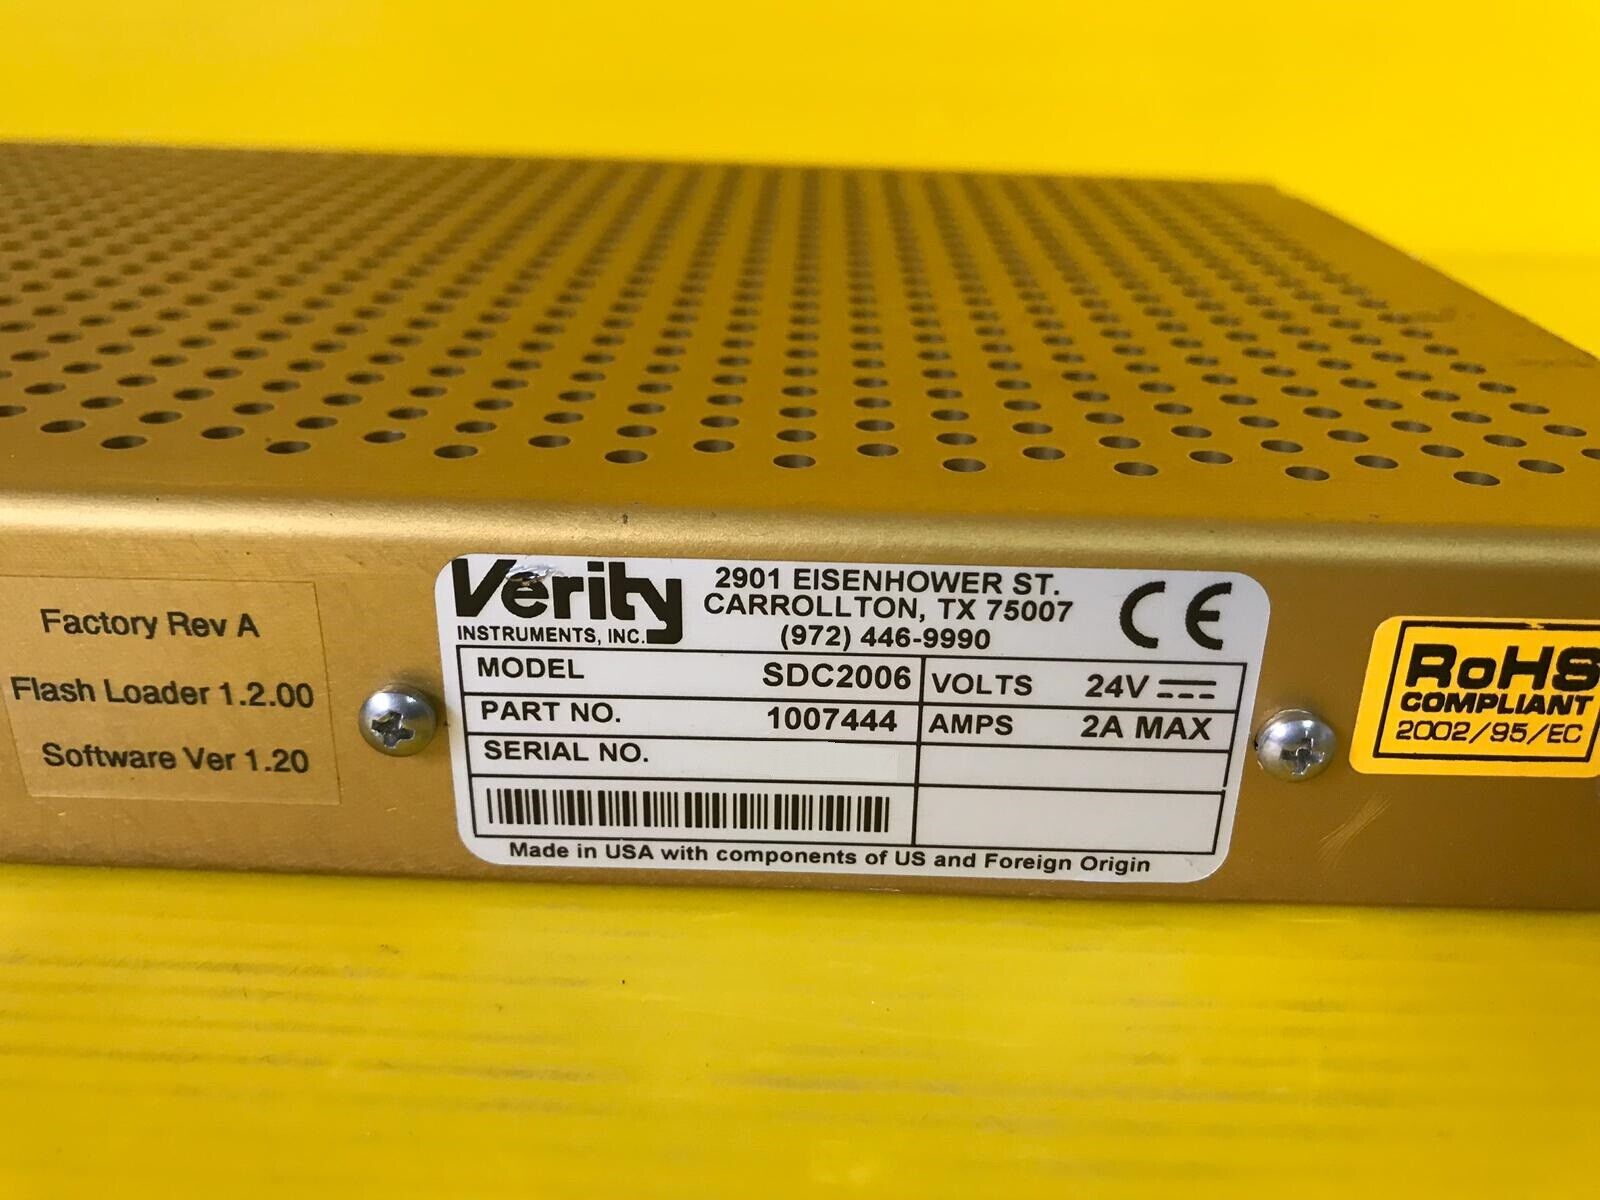 Factory Rev A
Flash Loader 1.2.00
Software Ver 1.20
Verity
INSTRUMENTS, INC.
2901 EISENHOWER ST.
CARROLLTON, TX 75007
(972) 446-9990
CE
MODEL SDC2006 VOLTS 24V
PART NO. 1007444 AMPS 2A MAX
SERIAL NO.
Made in USA with components of US and Foreign Origin
RoHS
COMPLIANT
2002/95/EC